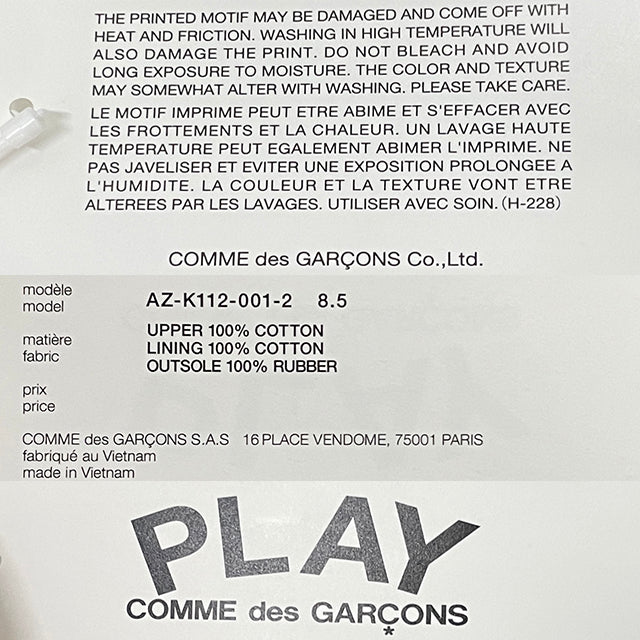 THE PRINTED MOTIF MAY BE DAMAGED AND COME OFF WITH
HEAT AND FRICTION. WASHING IN HIGH TEMPERATURE WILL
ALSO DAMAGE THE PRINT. DO NOT BLEACH AND AVOID
LONG EXPOSURE TO MOISTURE. THE COLOR AND TEXTURE
MAY SOMEWHAT ALTER WITH WASHING. PLEASE TAKE CARE.
LE MOTIF IMPRIME PEUT ETRE ABIME ET S'EFFACER AVEC
LES FROTTEMENTS ET LA CHALEUR. UN LAVAGE HAUTE
TEMPERATURE PEUT EGALEMENT ABIMER L'IMPRIME. NE
PAS JAVELISER ET EVITER UNE EXPOSITION PROLONGEE A
L'HUMIDITE. LA COULEUR ET LA TEXTURE VONT ETRE
ALTEREES PAR LES LAVAGES. UTILISER AVEC SOIN. (H-228)
COMME des GARÇONS Co.,Ltd.
modèle
model AZ-K112-001-2 8.5
UPPER 100% COTTON
matière
LINING 100% COTTON
fabric
OUTSOLE 100% RUBBER
prix
price
COMME des GARÇONS S.A.S 16 PLACE VENDOME, 75001 PARIS
fabriqué au Vietnam
made in Vietnam
PLAY
COMME des GARÇONS
*